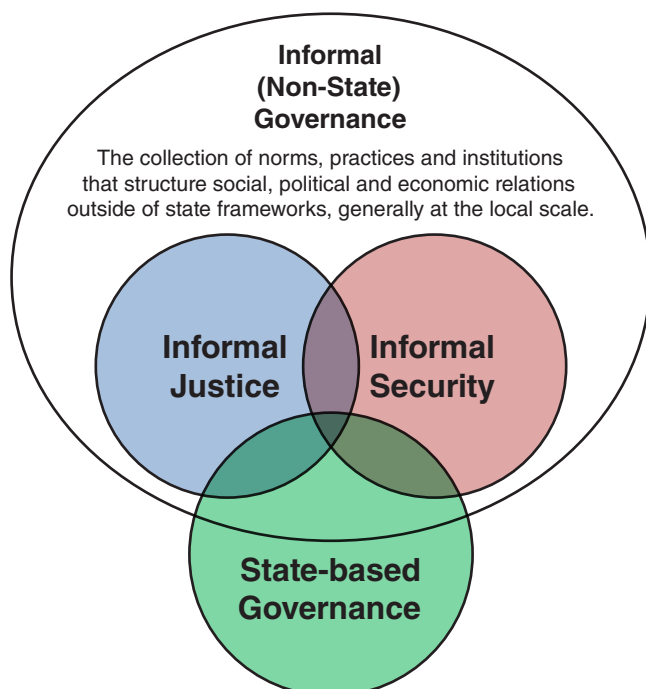 Informal
(Non-State)
Governance
The collection of norms, practices and institutions
that structure social, political and economic relations
outside of state frameworks, generally at the local scale.
Informal
Justice
Informal
Security
State-based
Governance